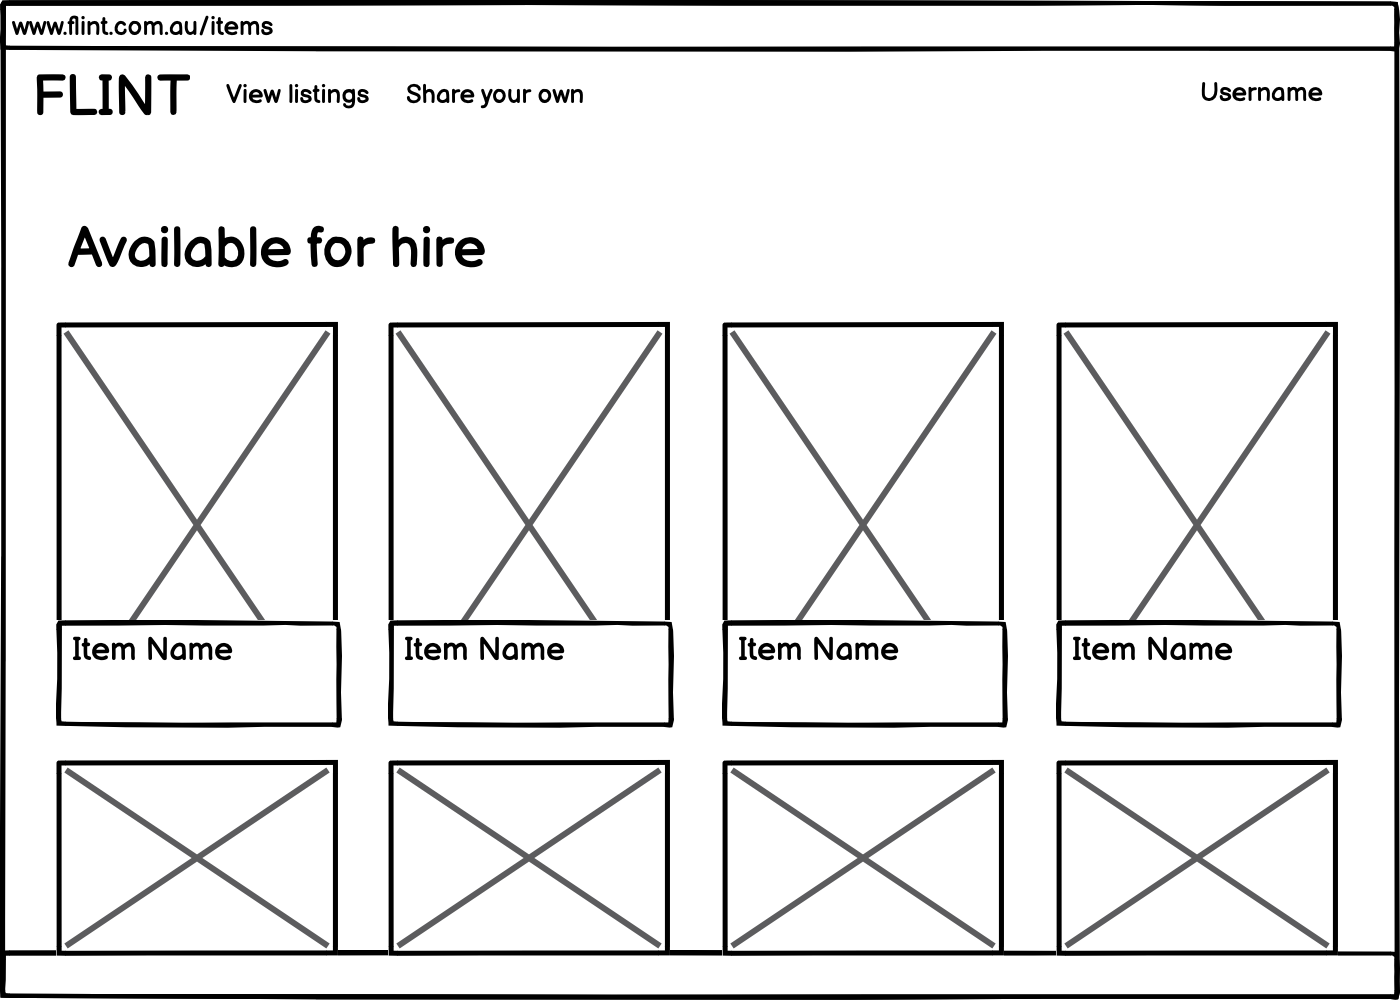 www.flint.com.au/items
FLINT View listings Share your own Username
Available for hire
Item Name Item Name Item Name Item Name